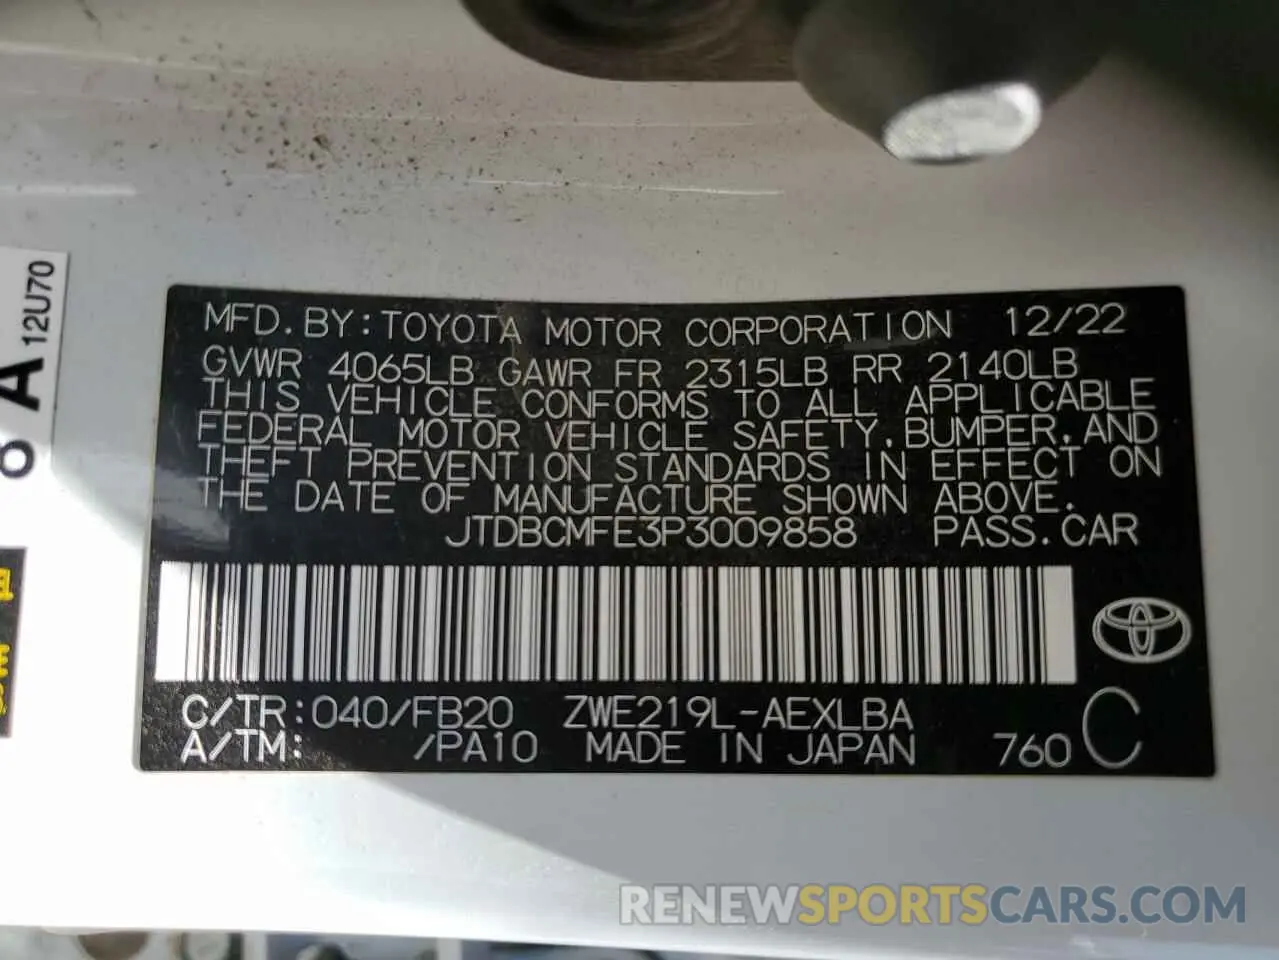 12U70
8 A
MFD. BY: TOYOTA MOTOR CORPORATION 12/22
GVWR 4065LB GAWR FR 2315LB RR 2140LB
THIS VEHICLE CONFORMS TO ALL APPLICABLE
FEDERAL MOTOR VEHICLE SAFETY, BUMPER, AND
THEFT PREVENTION STANDARDS IN EFFECT ON
THE DATE OF MANUFACTURE SHOWN ABOVE.
JTDBCMFE3P3009858 PASS.CAR
C/TR:040/FB20 ZWE219L-AEXLBA C
A/TM: /PA10 MADE IN JAPAN 760
RENEWSPORTSCARS.COM